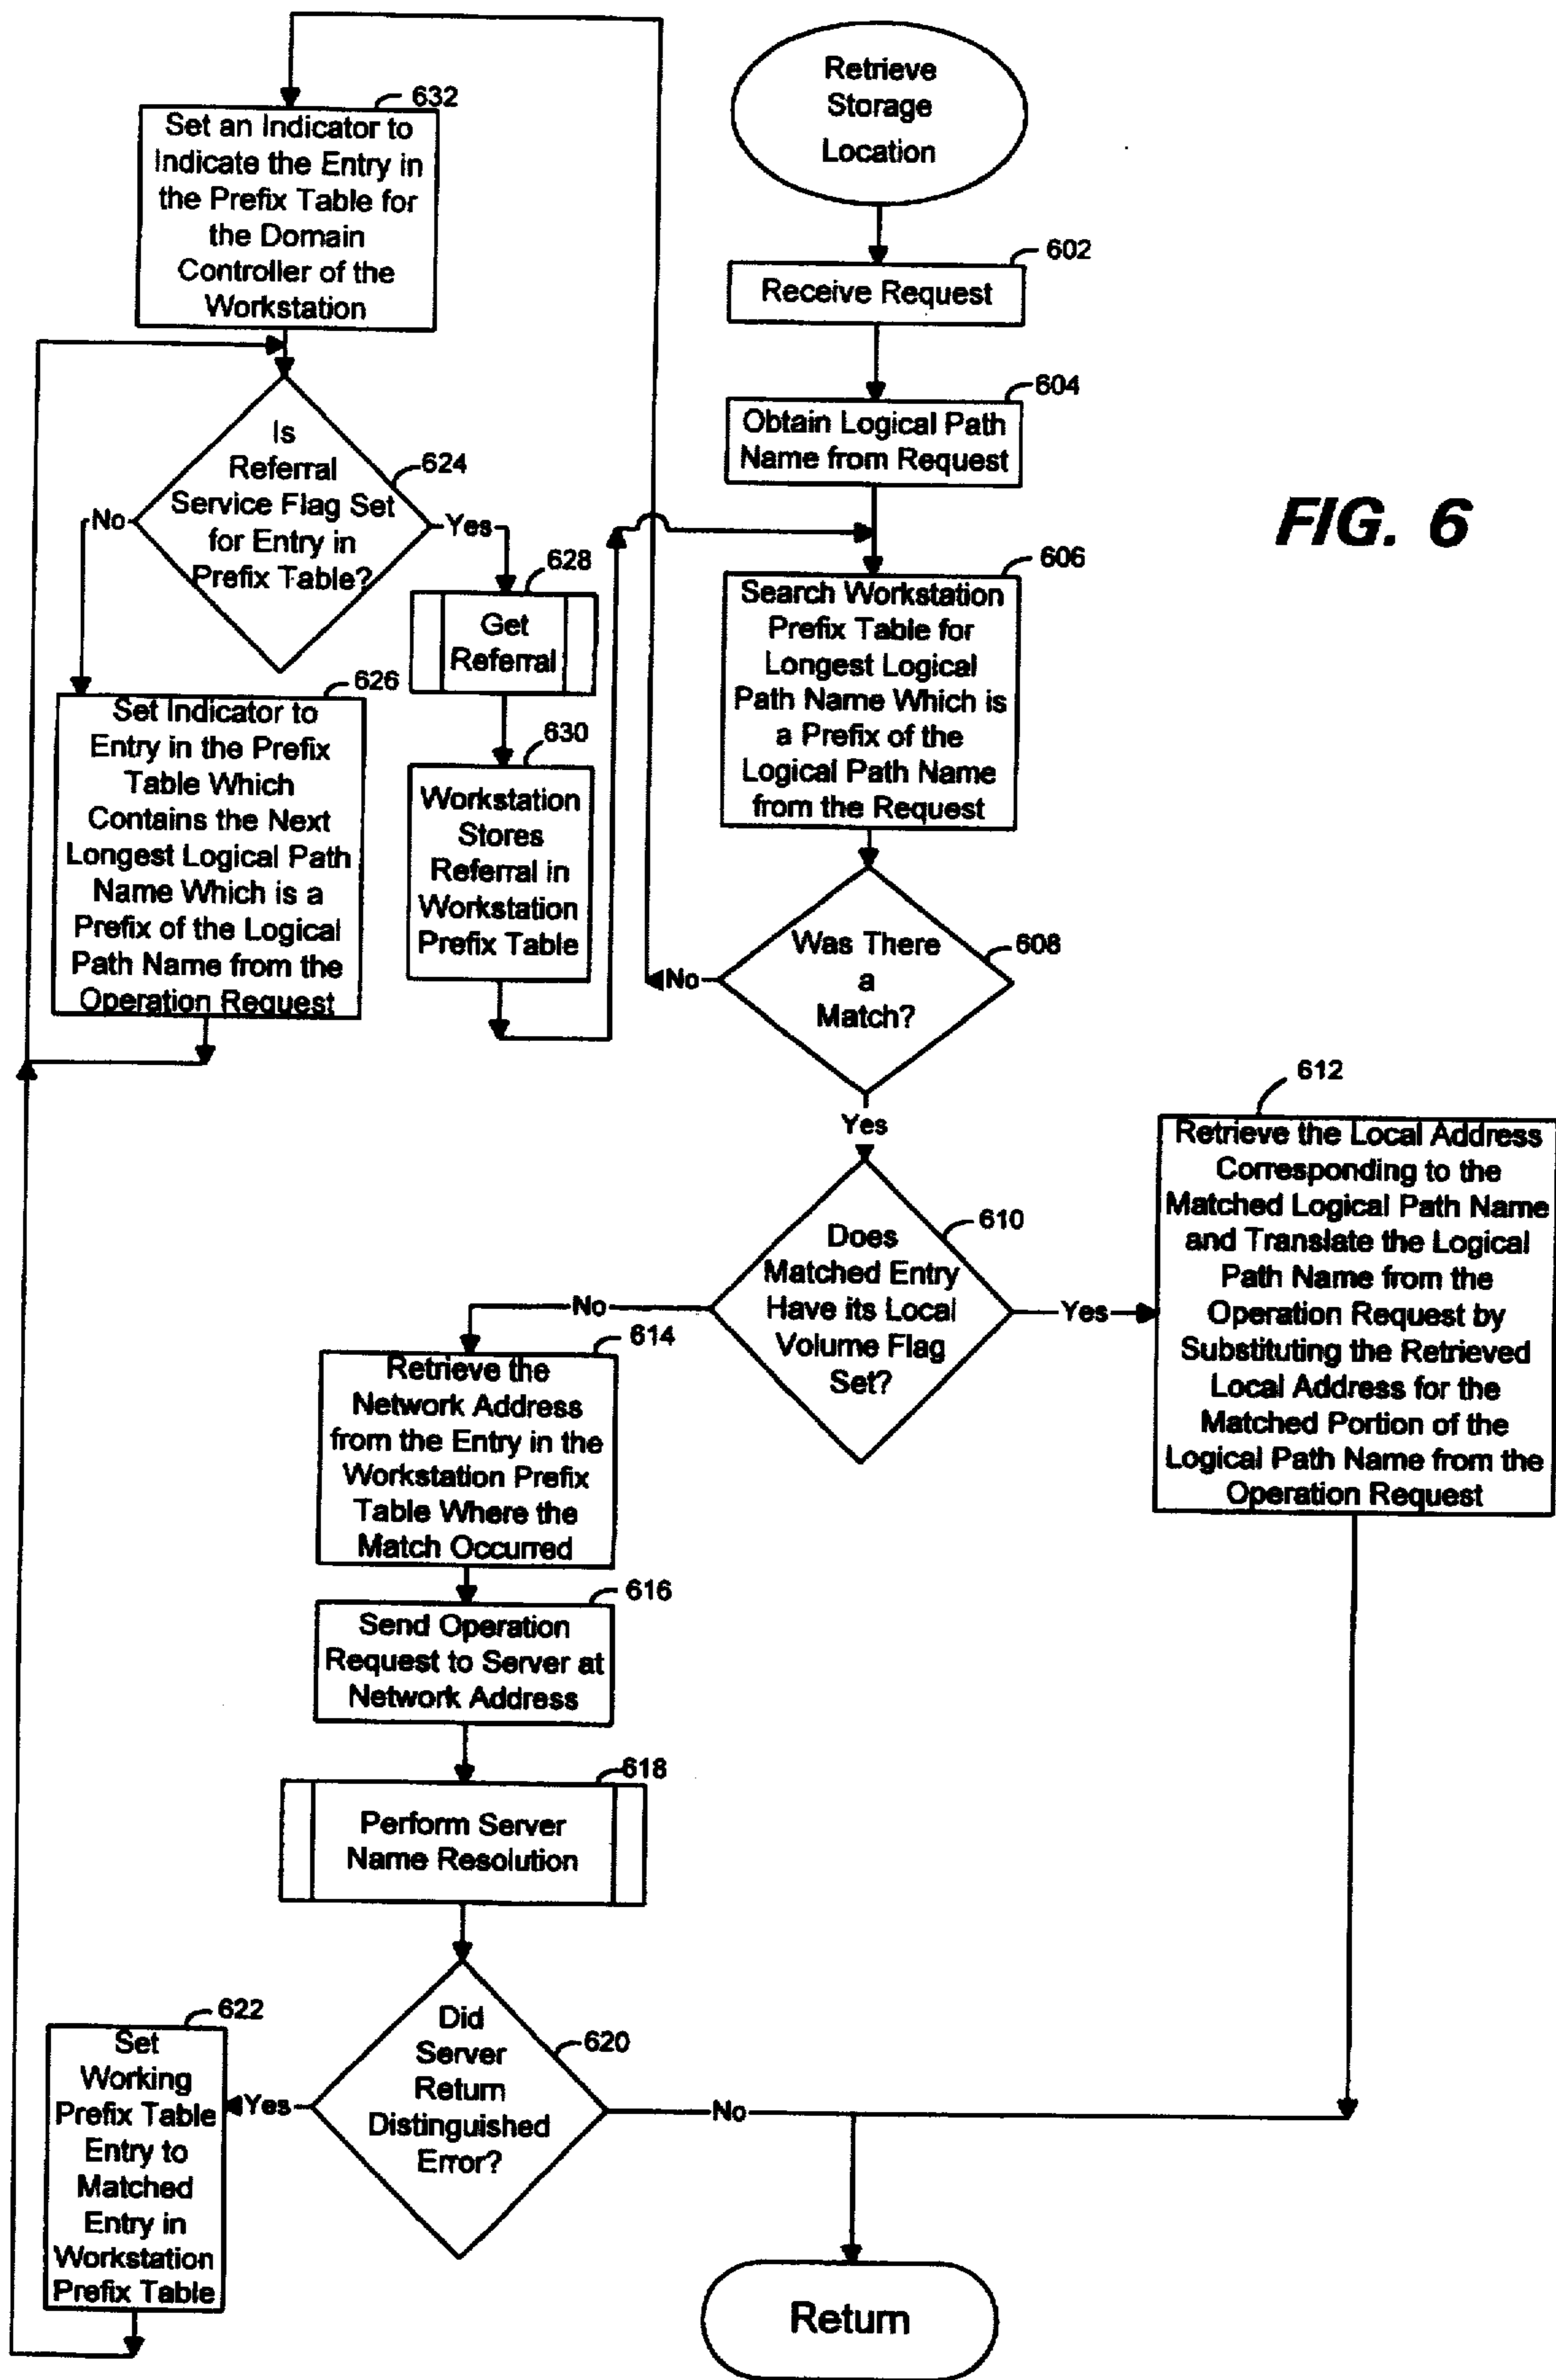 Retrieve
Storage
Location
602
Receive Request
604
Obtain Logical Path
Name from Request
FIG. 6
606
Search Workstation
Prefix Table for
Longest Logical
Path Name Which is
a Prefix of the
Logical Path Name
from the Request
608
Was There
a
Match?
No
Yes
632
Set an Indicator to
Indicate the Entry in
the Prefix Table for
the Domain
Controller of the
Workstation
624
Is
Referral
Service Flag Set
for Entry in
Prefix Table?
No
Yes
628
Get
Referral
626
Set Indicator to
Entry in the Prefix
Table Which
Contains the Next
Longest Logical Path
Name Which is a
Prefix of the Logical
Path Name from the
Operation Request
630
Workstation
Stores
Referral in
Workstation
Prefix Table
610
Does
Matched Entry
Have its Local
Volume Flag
Set?
No
Yes
612
Retrieve the Local Address
Corresponding to the
Matched Logical Path Name
and Translate the Logical
Path Name from the
Operation Request by
Substituting the Retrieved
Local Address for the
Matched Portion of the
Logical Path Name from the
Operation Request
614
Retrieve the
Network Address
from the Entry in the
Workstation Prefix
Table Where the
Match Occurred
616
Send Operation
Request to Server at
Network Address
618
Perform Server
Name Resolution
620
Did
Server
Return
Distinguished
Error?
Yes
No
622
Set
Working
Prefix Table
Entry to
Matched
Entry in
Workstation
Prefix Table
Return